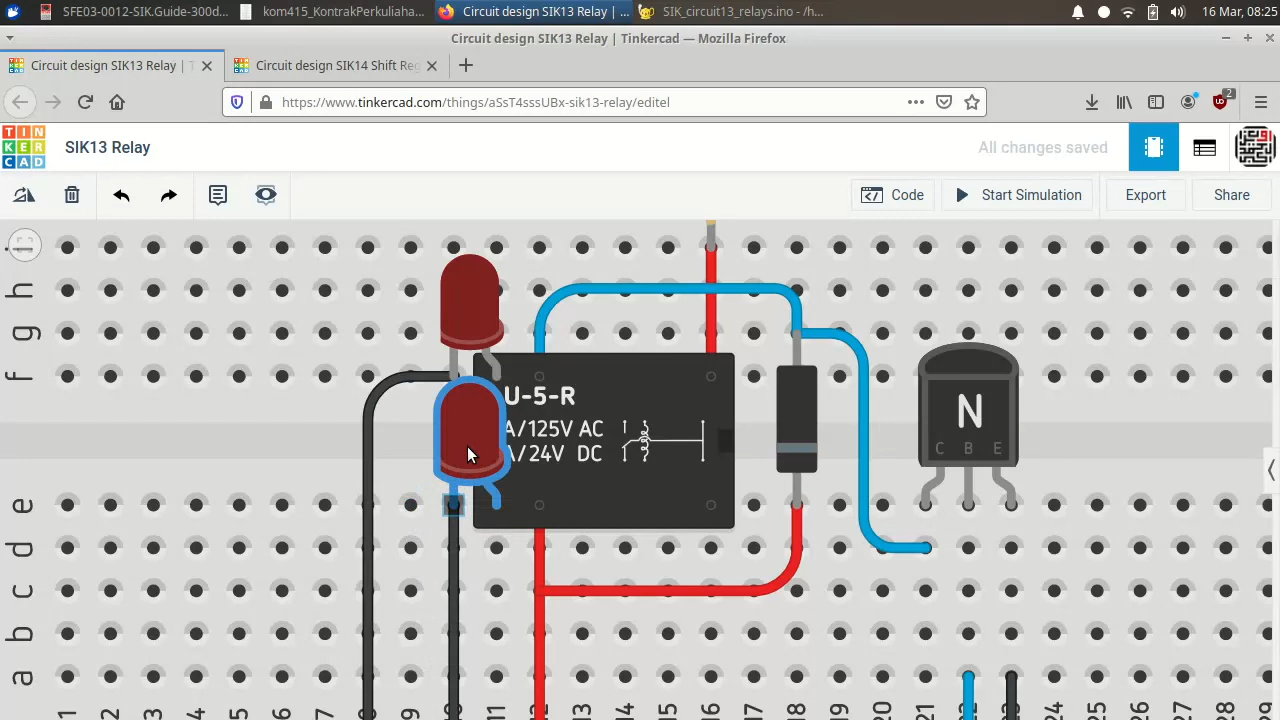 SFE03-0012-SIK.Guide-300d...
kom415_KontrakPerkuliaha...
Circuit design SIK13 Relay | ...
SIK_circuit13_relays.ino - /h...
16 Mar, 08:25
Circuit design SIK13 Relay | Tinkercad — Mozilla Firefox
Circuit design SIK13 Relay | T
Circuit design SIK14 Shift Reg
https://www.tinkercad.com/things/aSsT4sssUBx-sik13-relay/editel
2
TIN
KER
CAD
SIK13 Relay
All changes saved
Code
Start Simulation
Export
Share
i
h
g
f
U-5-R
A/125V AC
A/24V DC
N
C B E
e
d
c
b
a
1 2 3 4 5 6 7 8 9 10 11 12 13 14 15 16 17 18 19 20 21 22 23 24 25 26 27 28 29